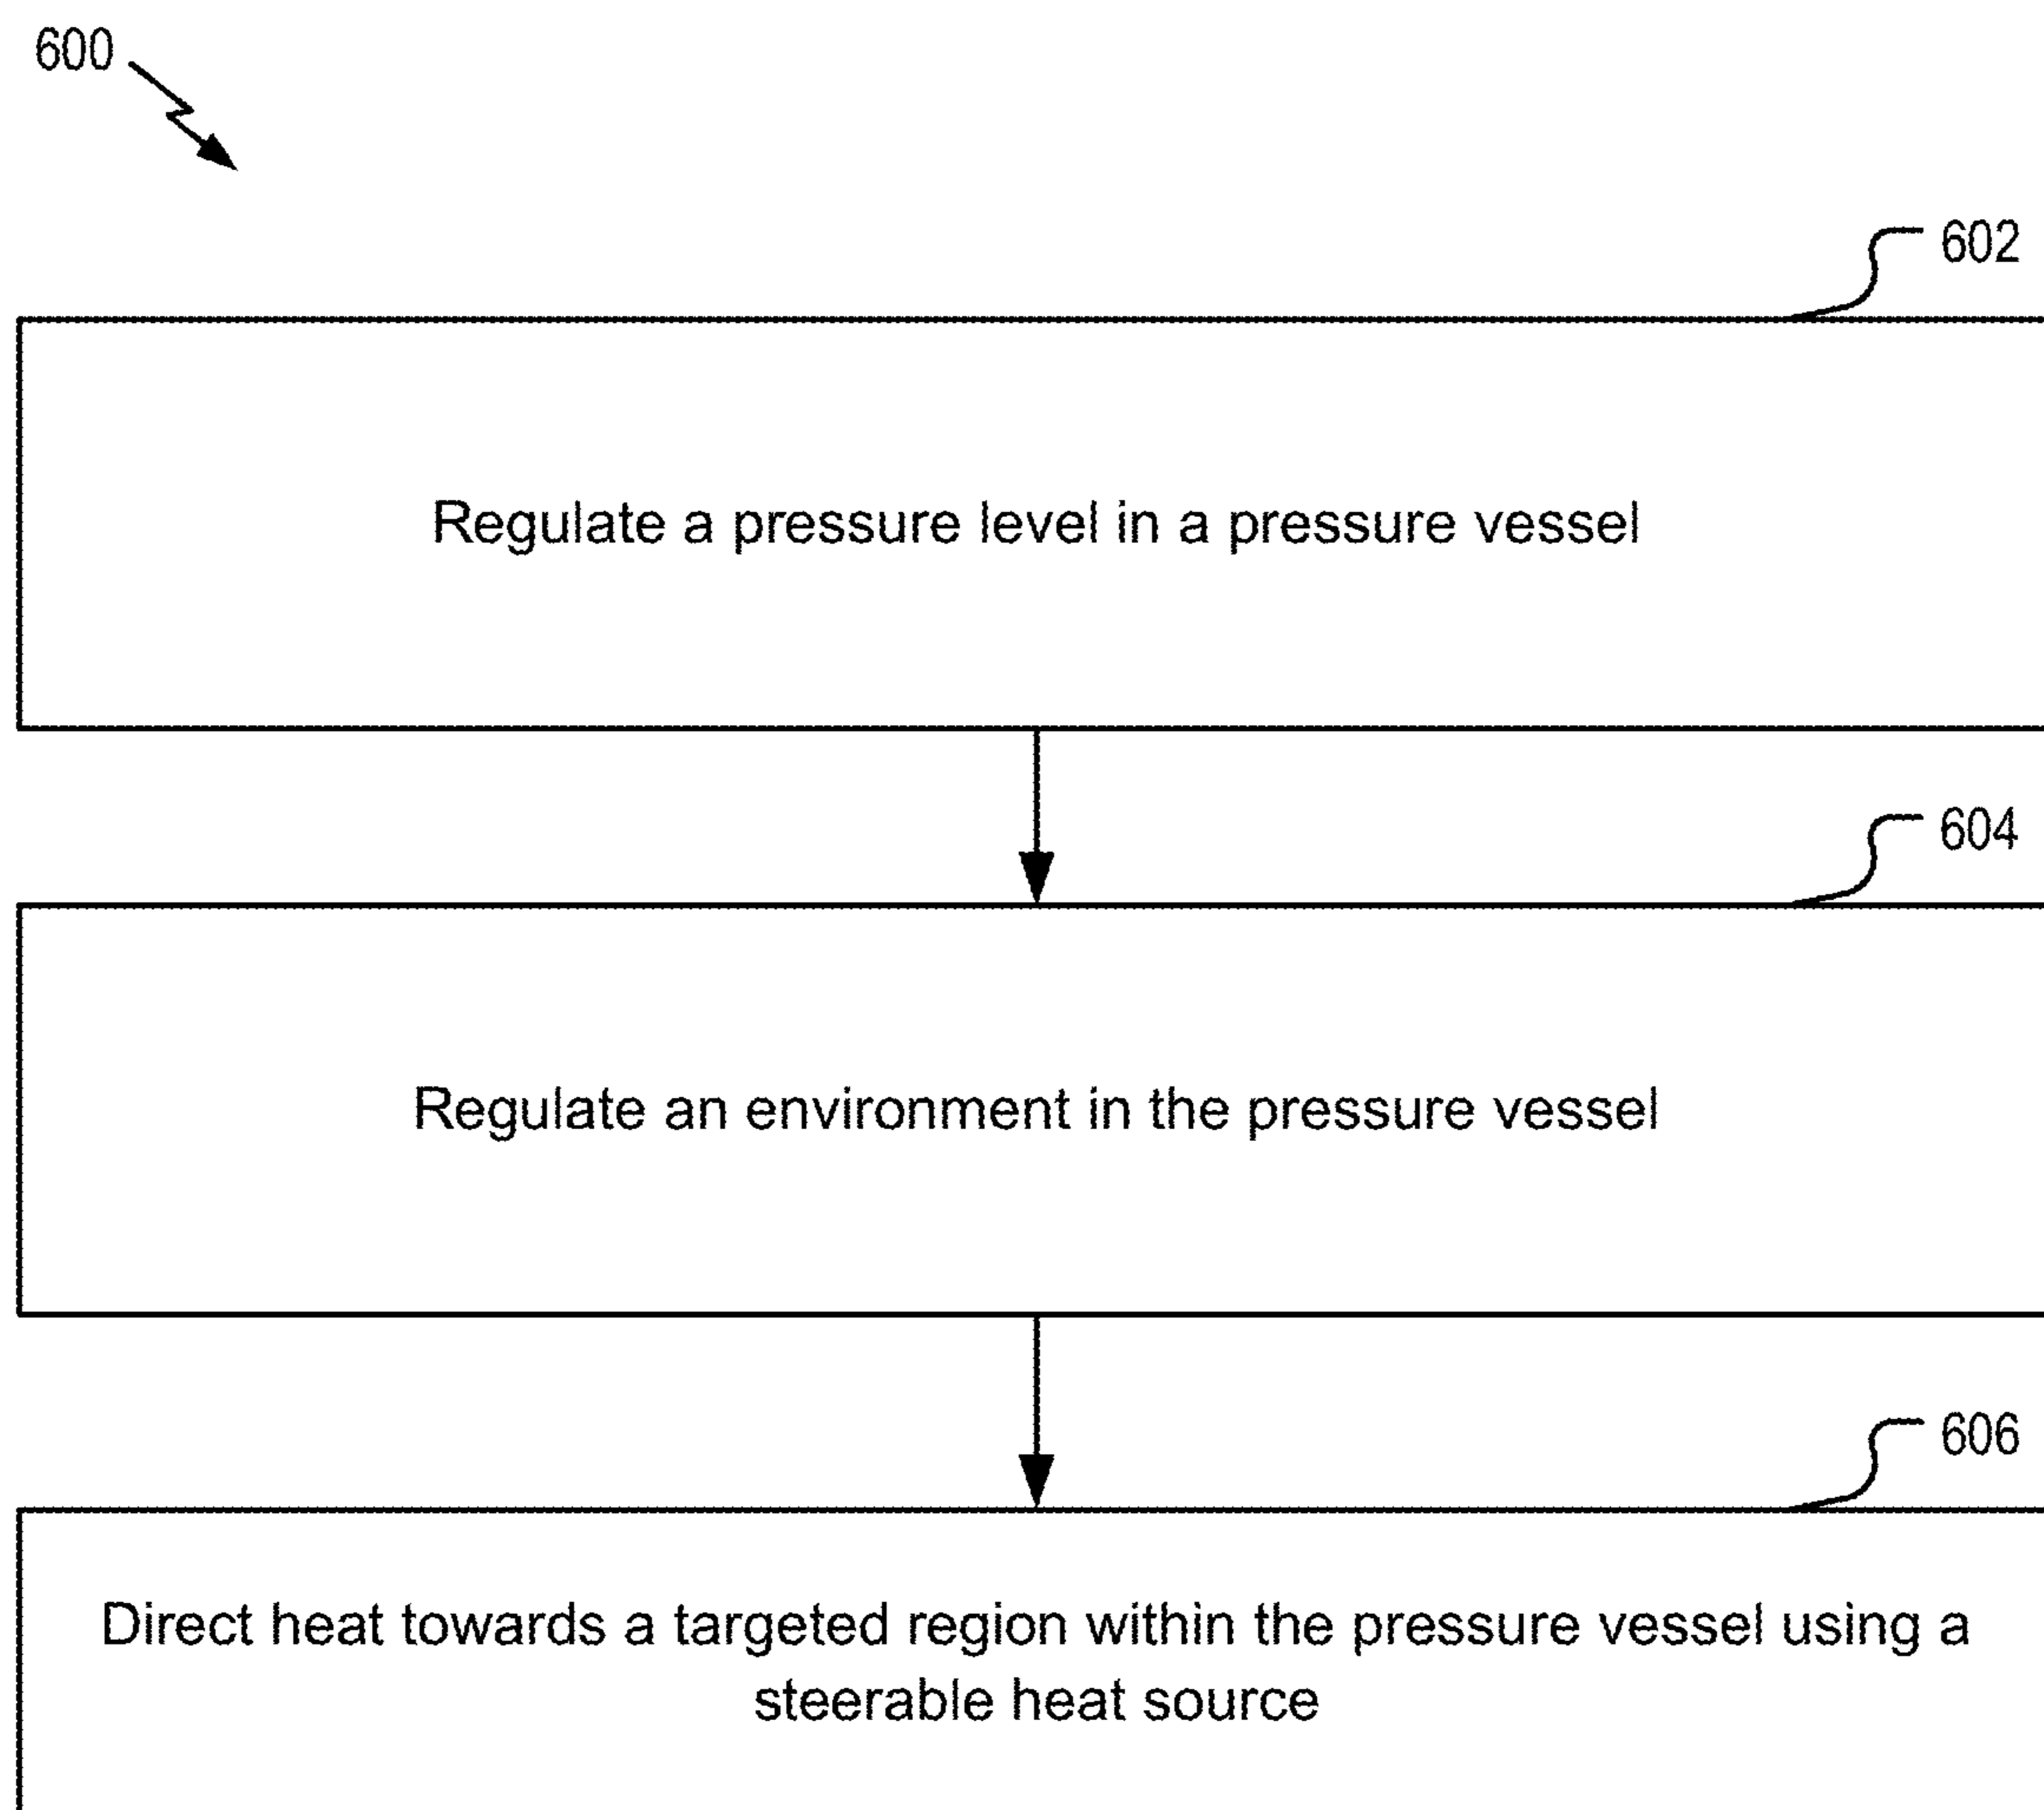 600
602
Regulate a pressure level in a pressure vessel
604
Regulate an environment in the pressure vessel
606
Direct heat towards a targeted region within the pressure vessel using a
steerable heat source